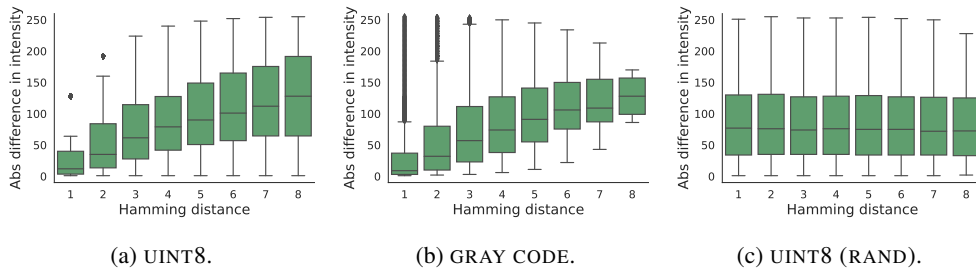 Abs difference in intensity
250
200
150
100
50
0
1 2 3 4 5 6 7 8
Hamming distance
(a) UINT8.
Abs difference in intensity
250
200
150
100
50
0
1 2 3 4 5 6 7 8
Hamming distance
(b) GRAY CODE.
Abs difference in intensity
250
200
150
100
50
0
1 2 3 4 5 6 7 8
Hamming distance
(c) UINT8 (RAND).